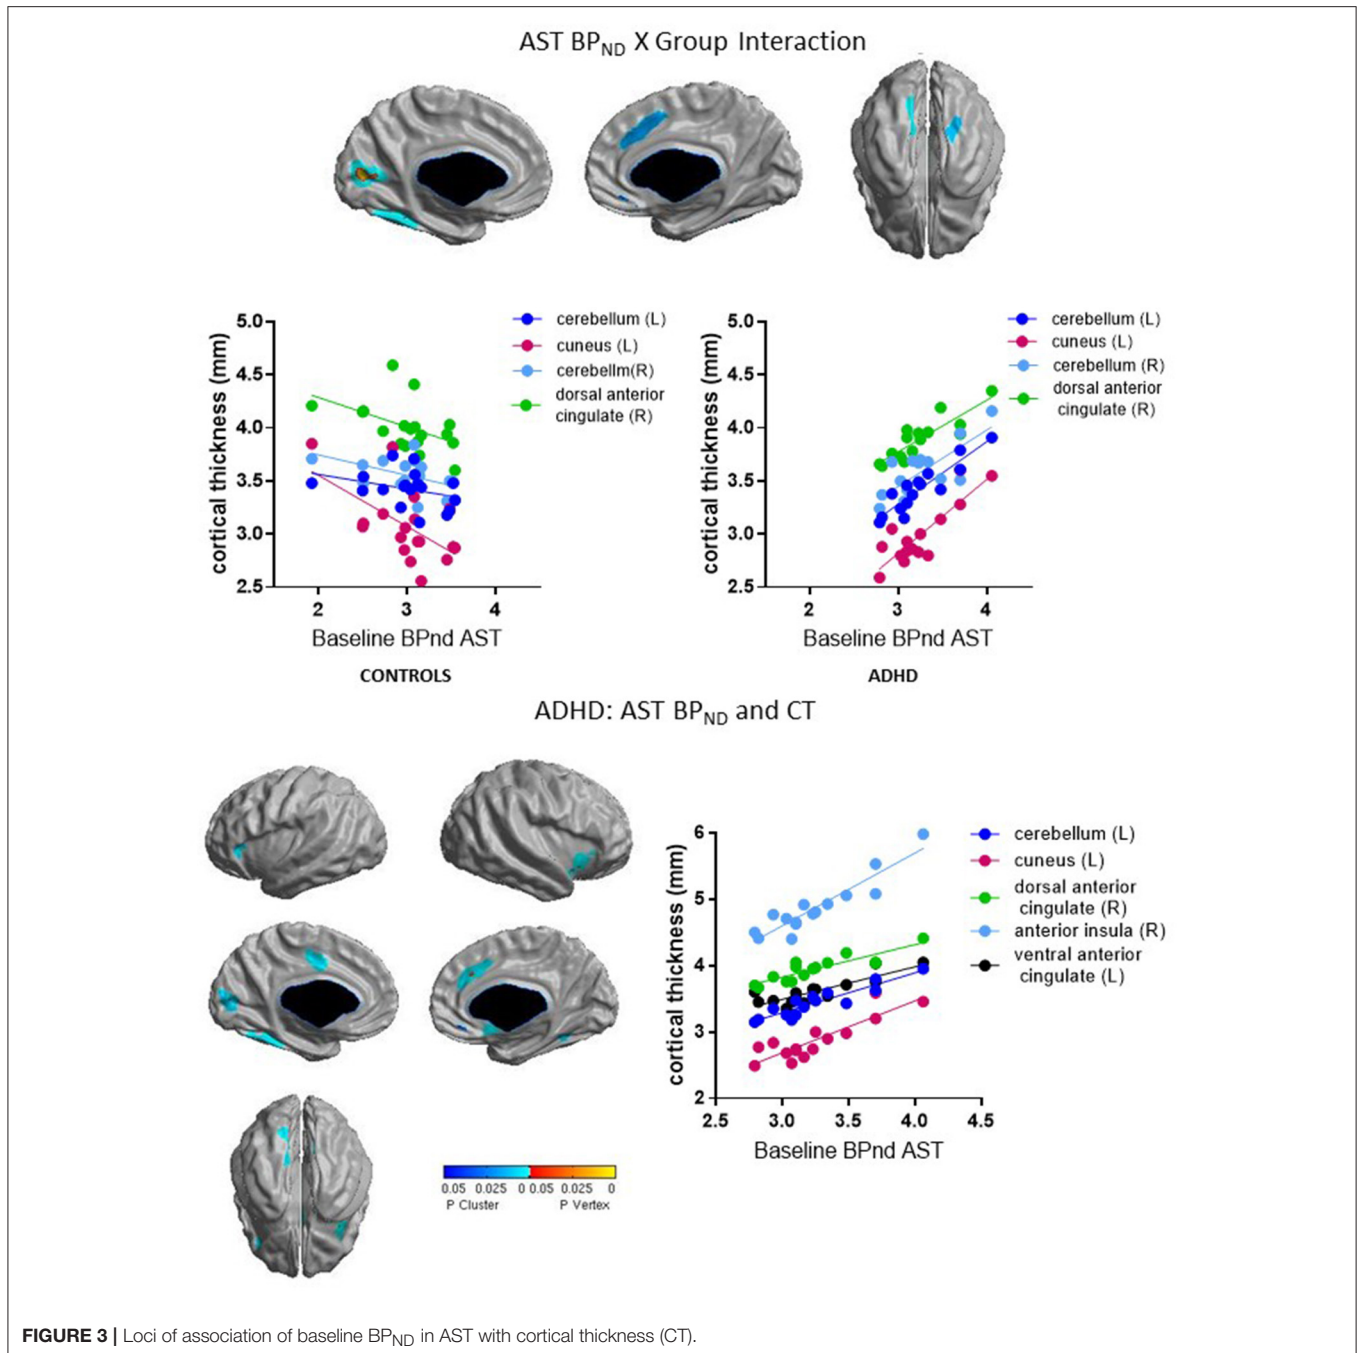 AST BPND X Group Interaction
5.0
4.5
4.0
3.5
3.0
2.5
cortical thickness (mm)
2 3 4
Baseline BPnd AST
CONTROLS
cerebellum (L)
cuneus (L)
cerebellm(R)
dorsal anterior
cingulate (R)
5.0
4.5
4.0
3.5
3.0
2.5
cortical thickness (mm)
2 3 4
Baseline BPnd AST
ADHD
cerebellum (L)
cuneus (L)
cerebellum (R)
dorsal anterior
cingulate (R)
ADHD: AST BPND and CT
6
5
4
3
2
cortical thickness (mm)
2.5 3.0 3.5 4.0 4.5
Baseline BPnd AST
cerebellum (L)
cuneus (L)
dorsal anterior
cingulate (R)
anterior insula (R)
ventral anterior
cingulate (L)
0.05 0.025 0 0.05 0.025 0
P Cluster P Vertex
FIGURE 3 | Loci of association of baseline BPND in AST with cortical thickness (CT).